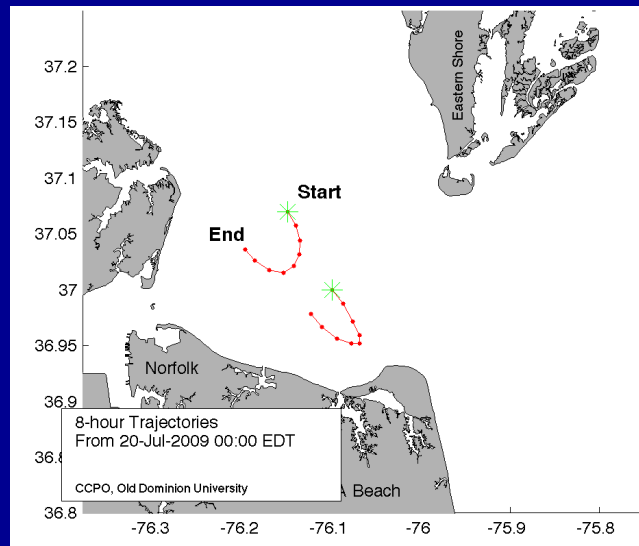 37.2
37.15
37.1
37.05
37
36.95
36.9
36.8
Eastern Shore
Start
End
Norfolk
8-hour Trajectories
From 20-Jul-2009 00:00 EDT
CCPO, Old Dominion University
Beach
36.8
-76.3
-76.2
-76.1
-76
-75.9
-75.8